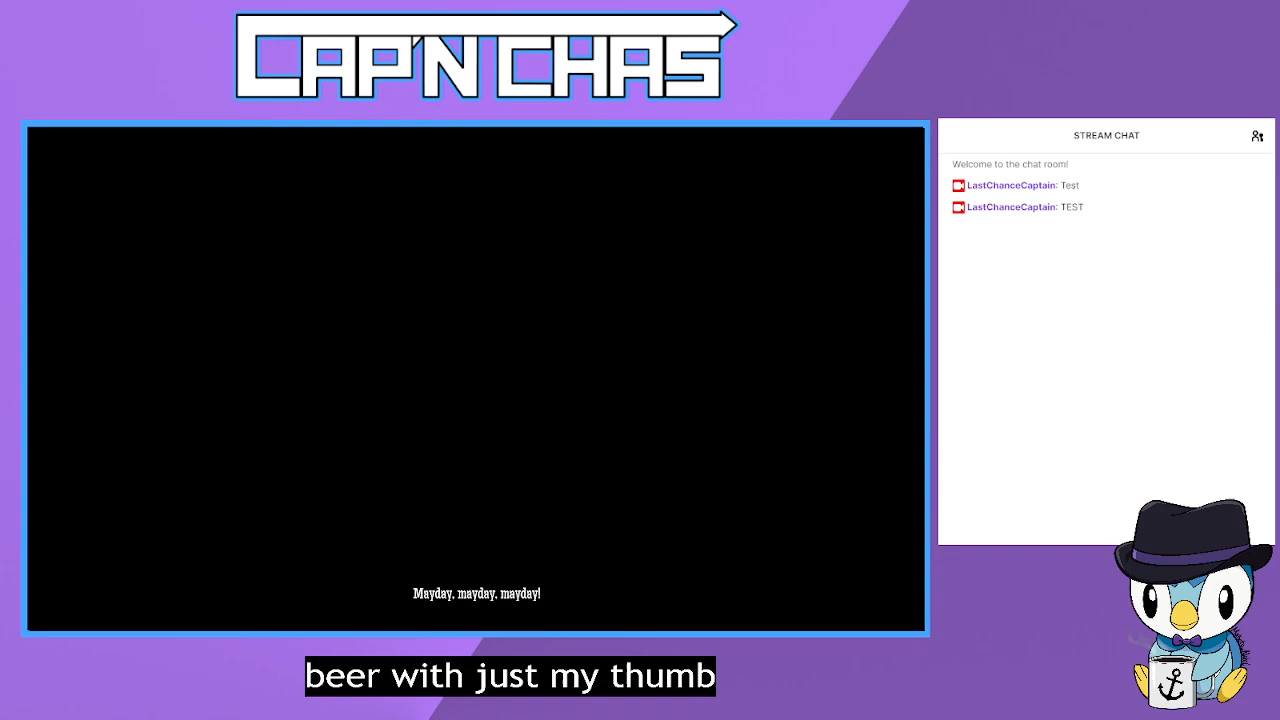 CAP'N CHAS
STREAM CHAT
Welcome to the chat room!
LastChanceCaptain: Test
LastChanceCaptain: TEST
Mayday, mayday, mayday!
beer with just my thumb